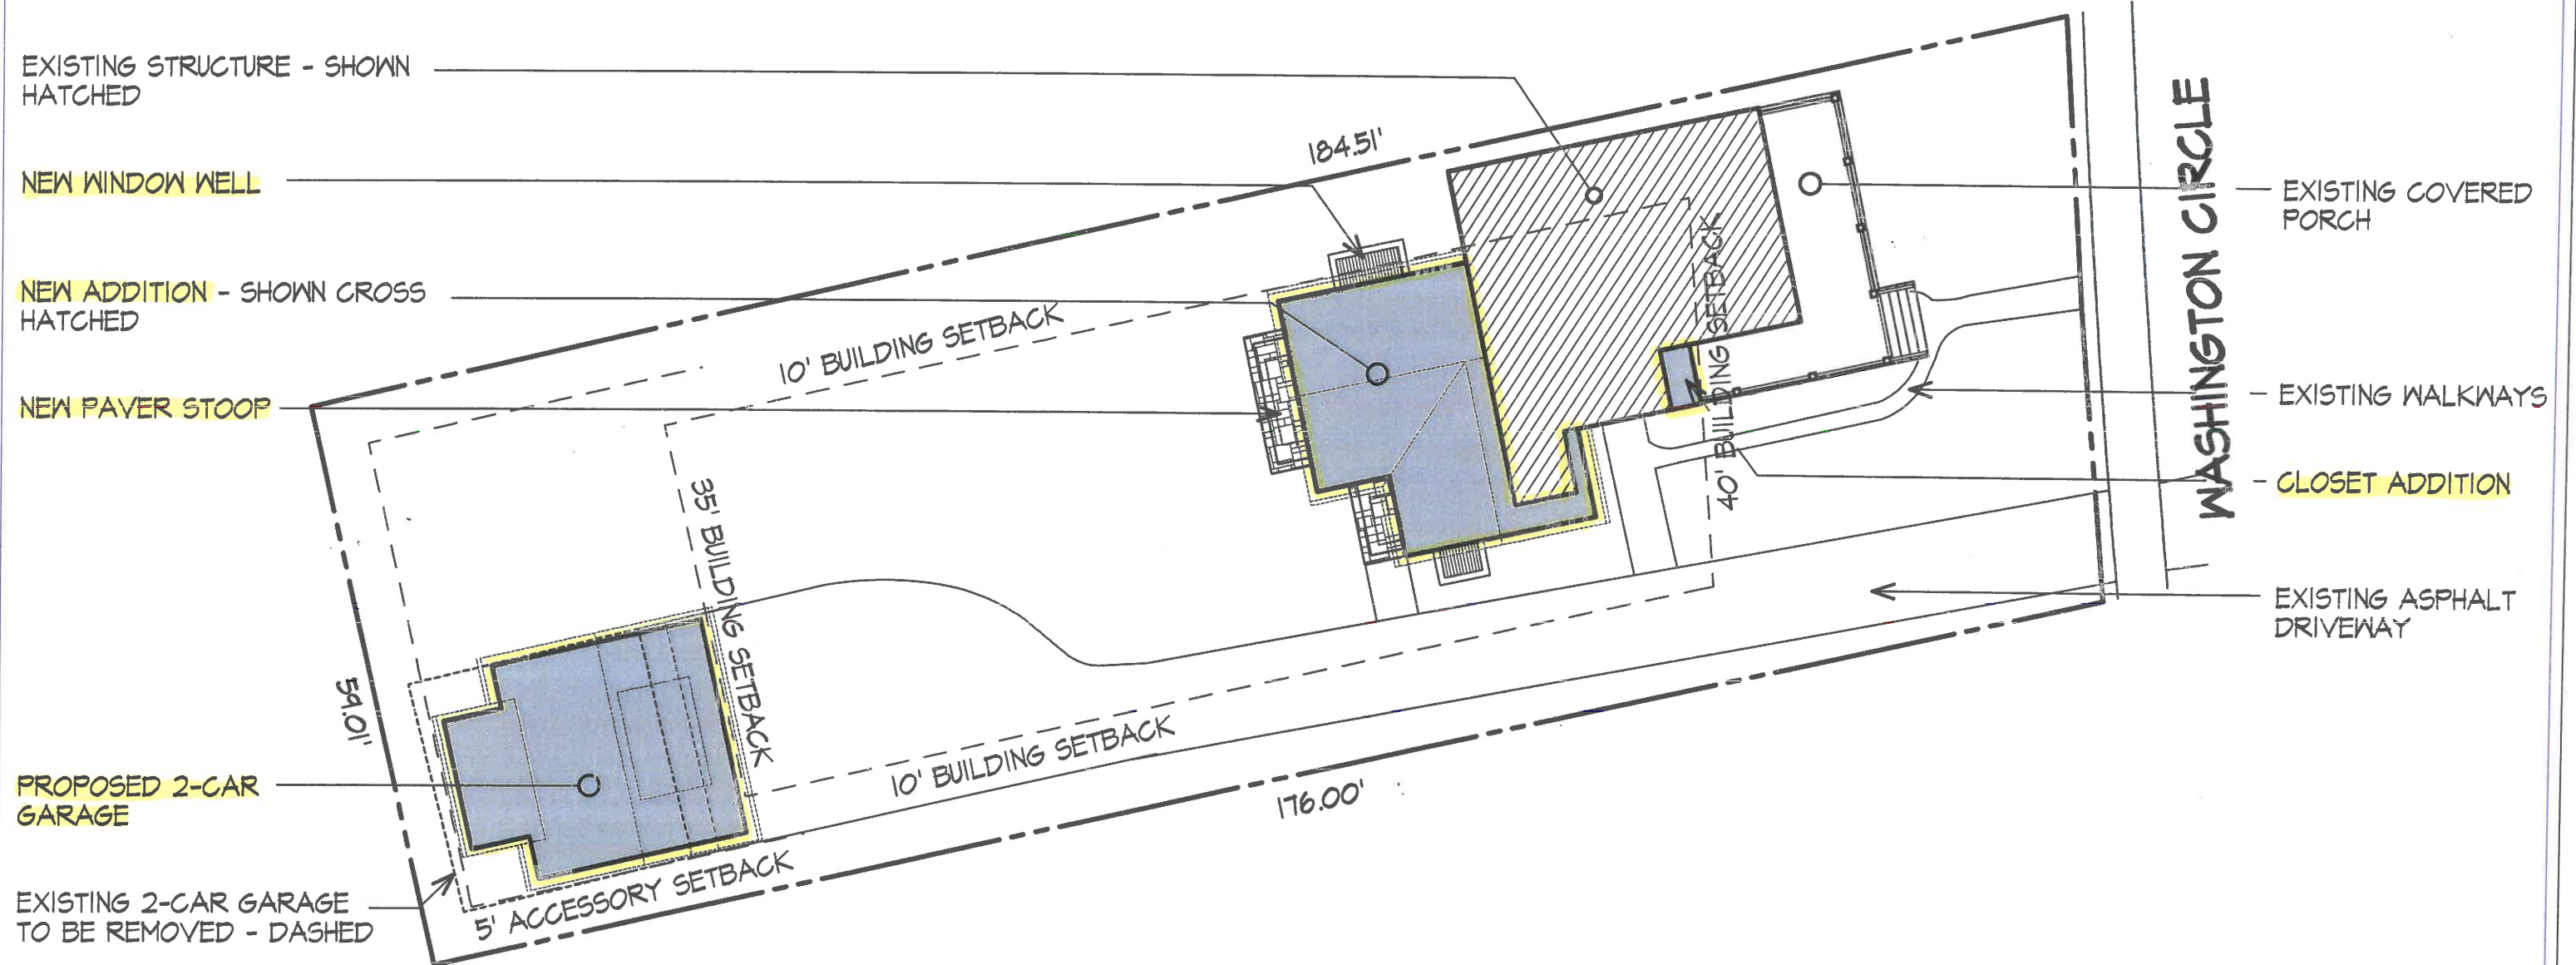 EXISTING STRUCTURE - SHOWN
HATCHED
NEW WINDOW WELL
NEW ADDITION - SHOWN CROSS
HATCHED
NEW PAVER STOOP
PROPOSED 2-CAR
GARAGE
EXISTING 2-CAR GARAGE
TO BE REMOVED - DASHED
184.51'
10' BUILDING SETBACK
35' BUILDING SETBACK
59.01'
5' ACCESSORY SETBACK
10' BUILDING SETBACK
176.00'
40' BUILDING SETBACK
WASHINGTON CIRCLE
EXISTING COVERED
PORCH
EXISTING WALKWAYS
CLOSET ADDITION
EXISTING ASPHALT
DRIVEWAY